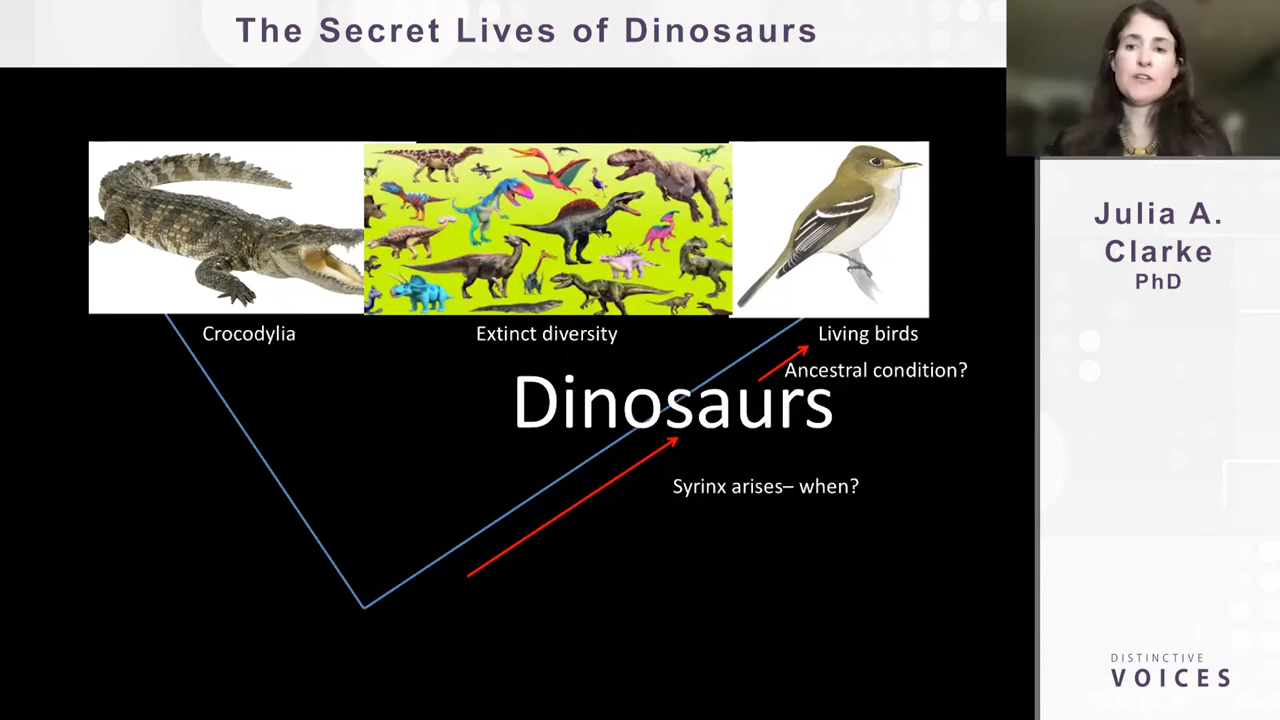 The Secret Lives of Dinosaurs
Julia A.
Clarke
PhD
Crocodylia
Extinct diversity
Living birds
Ancestral condition?
Dinosaurs
Syrinx arises– when?
DISTINCTIVE
VOICES